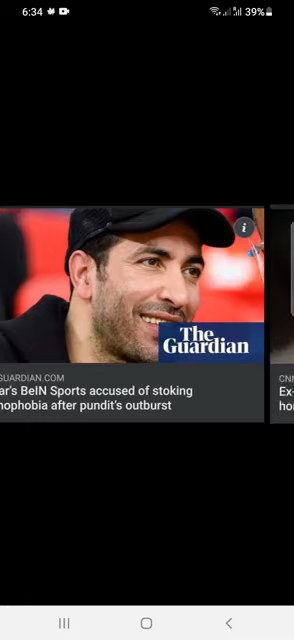 6:34
39%
i
The
Guardian
GUARDIAN.COM
CNN
ar's BeIN Sports accused of stoking
Ex-
nophobia after pundit's outburst
ho